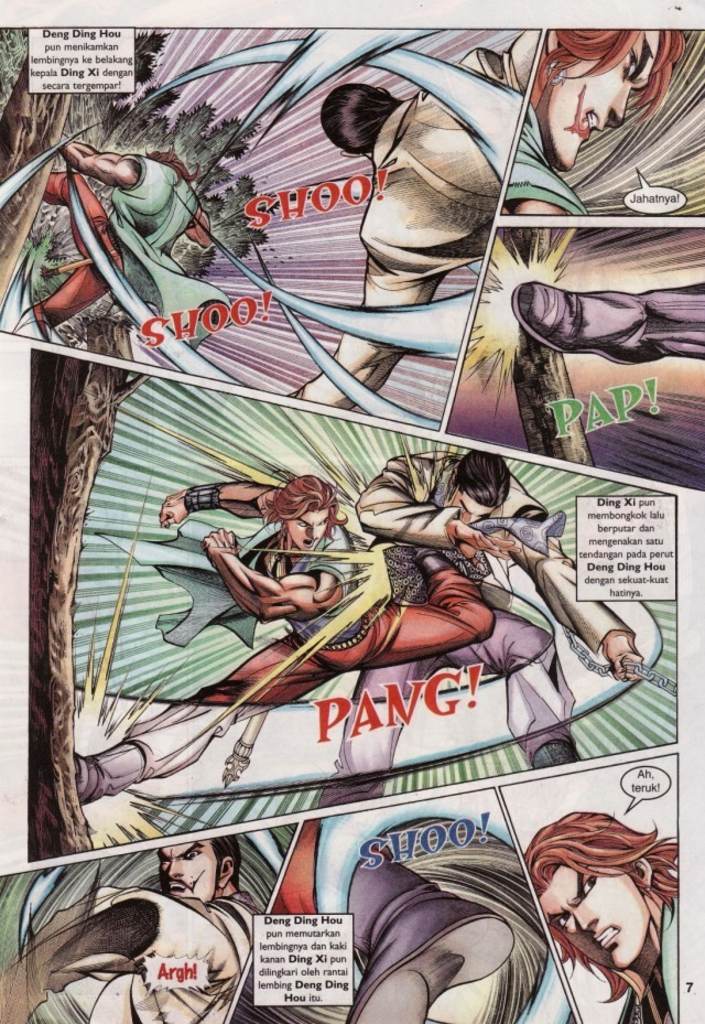 Deng Ding Hou
pun menikamkan
lembingnya ke belakang
kepala Ding Xi dengan
secara tergempar!
SHOO!
SHOO!
Jahatnya!
PAP!
Ding Xi pun
membongkok lalu
berputar dan
mengenakan satu
tendangan pada perut
Deng Ding Hou
dengan sekuat-kuat
hatinya.
PANG!
Argh!
Deng Ding Hou
pun memutarkan
lembingnya dan kaki
kanan Ding Xi pun
dilingkari oleh rantai
lembing Deng Ding
Hou itu.
SHOO!
Ah,
teruk!
7